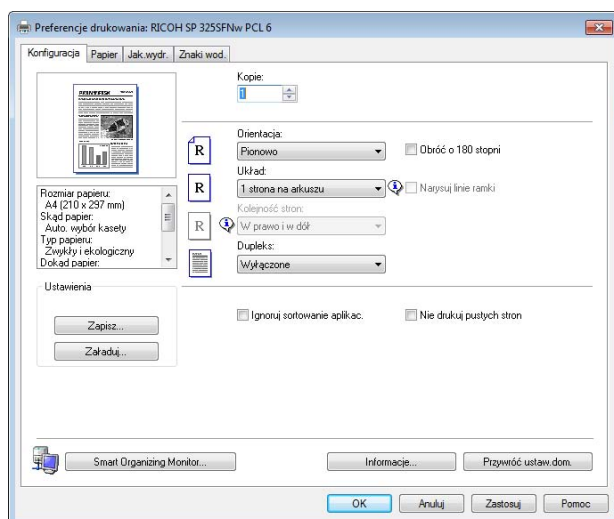 Preferencje drukowania: RICOH SP 325SFNw PCL 6
Konfiguracja Papier Jak.wydr. Znaki wod.
Kopie:
1
Orientacja:
R Pionowo Obróć o 180 stopni
Układ:
R 1 strona na arkuszu Narysuj linie ramki
Kolejność stron:
R W prawo i w dół
Dupleks:
Wyłączone
Rozmiar papieru:
A4 (210 x 297 mm)
Skąd papier:
Auto. wybór kasety
Typ papieru:
Zwykły i ekologiczny
Dokąd papier:
Ustawienia
Zapisz...
Załaduj...
Ignoruj sortowanie aplikac. Nie drukuj pustych stron
Smart Organizing Monitor... Informacje... Przywróć ustaw.dom.
OK Anuluj Zastosuj Pomoc